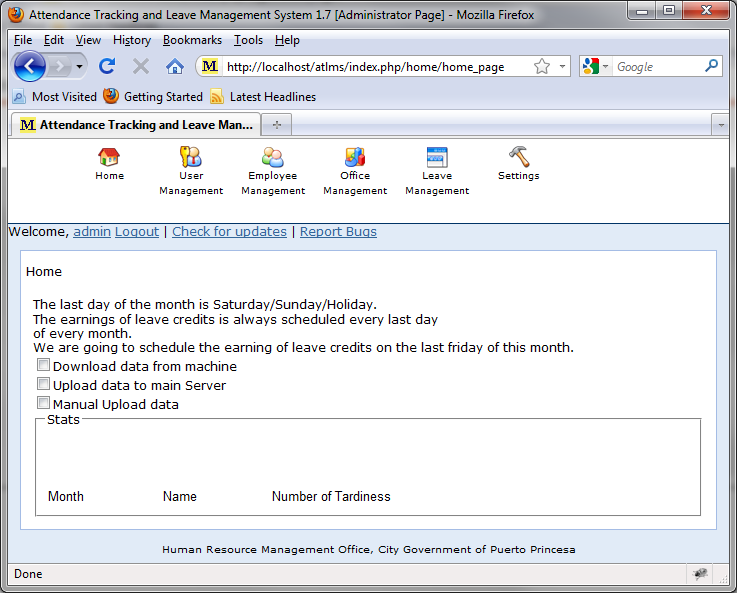 Attendance Tracking and Leave Management System 1.7 [Administrator Page] - Mozilla Firefox
File Edit View History Bookmarks Tools Help
M http://localhost/atlms/index.php/home/home_page Google
Most Visited Getting Started Latest Headlines
M Attendance Tracking and Leave Man...
Home User Management Employee Management Office Management Leave Management Settings
Welcome, admin Logout | Check for updates | Report Bugs
Home
The last day of the month is Saturday/Sunday/Holiday.
The earnings of leave credits is always scheduled every last day
of every month.
We are going to schedule the earning of leave credits on the last friday of this month.
Download data from machine
Upload data to main Server
Manual Upload data
Stats
Month Name Number of Tardiness
Human Resource Management Office, City Government of Puerto Princesa
Done